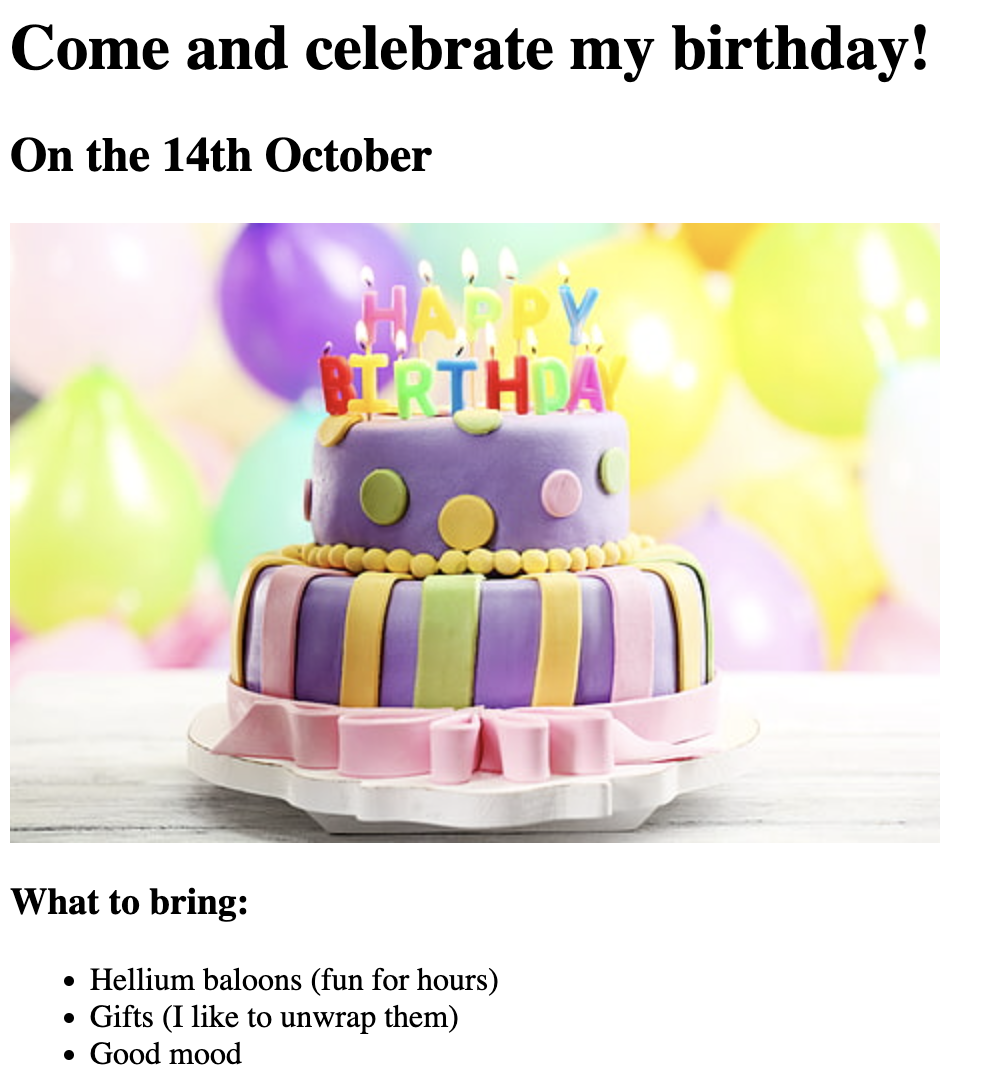 Come and celebrate my birthday!
On the 14th October
HAPPY
BIRTHDAY
What to bring:
Hellium baloons (fun for hours)
Gifts (I like to unwrap them)
Good mood